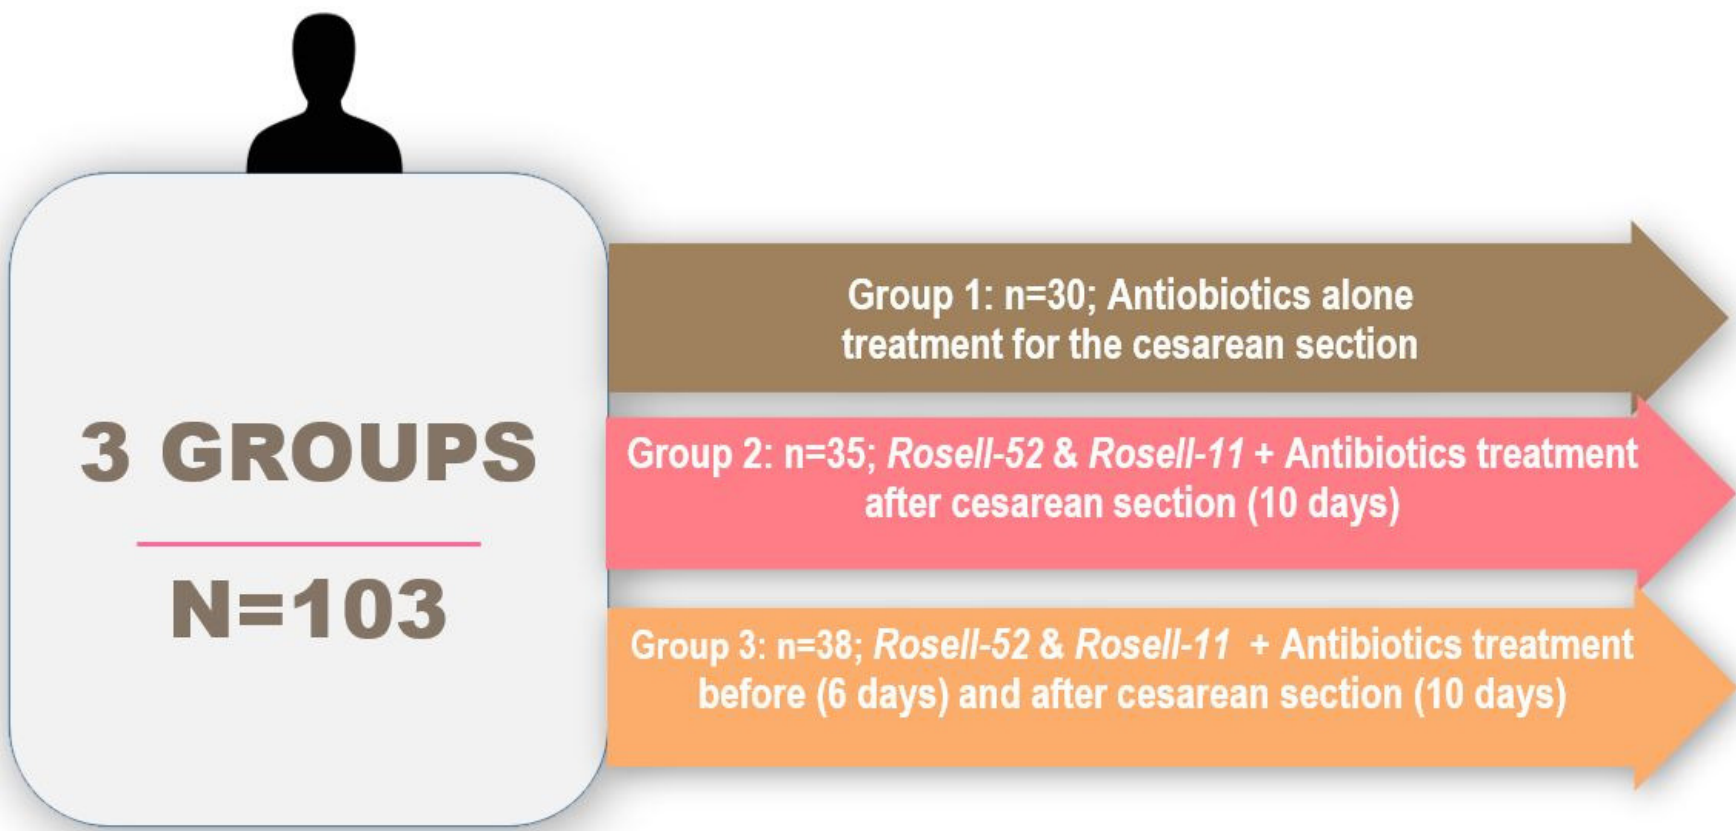 3 GROUPS
N=103
Group 1: n=30; Antiobiotics alone
treatment for the cesarean section
Group 2: n=35; Rosell-52 & Rosell-11 + Antibiotics treatment
after cesarean section (10 days)
Group 3: n=38; Rosell-52 & Rosell-11 + Antibiotics treatment
before (6 days) and after cesarean section (10 days)